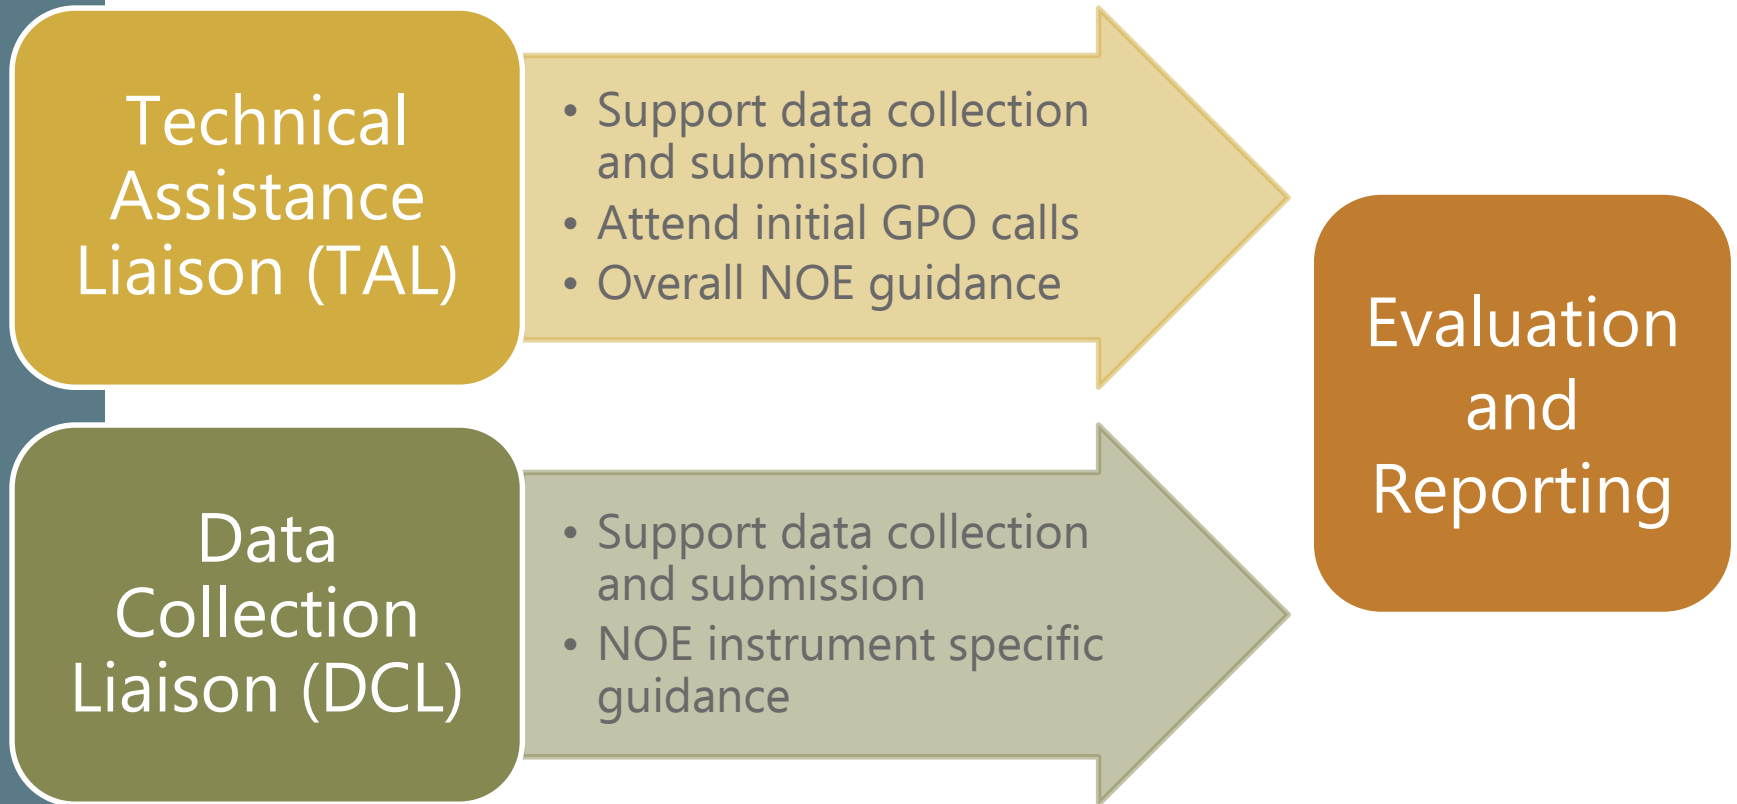 Technical
Assistance
Liaison (TAL)
• Support data collection
and submission
• Attend initial GPO calls
• Overall NOE guidance
Data
Collection
Liaison (DCL)
• Support data collection
and submission
• NOE instrument specific
guidance
Evaluation
and
Reporting